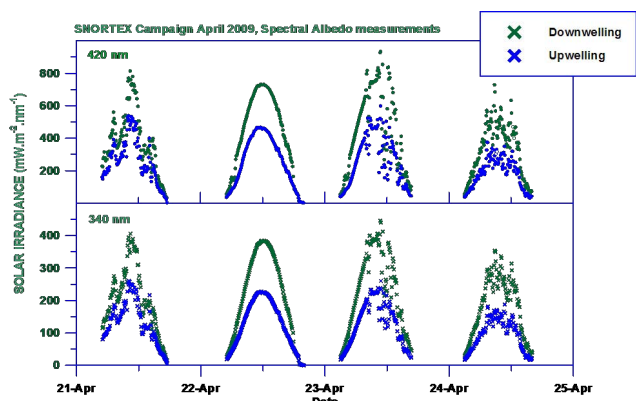 SNORTEX Campaign April 2009, Spectral Albedo measurements
Downwelling
Upwelling
420 nm
800
600
400
200
340 nm
400
300
200
100
0
SOLAR IRRADIANCE (mW.m-2.nm-1)
21-Apr 22-Apr 23-Apr 24-Apr 25-Apr
Date